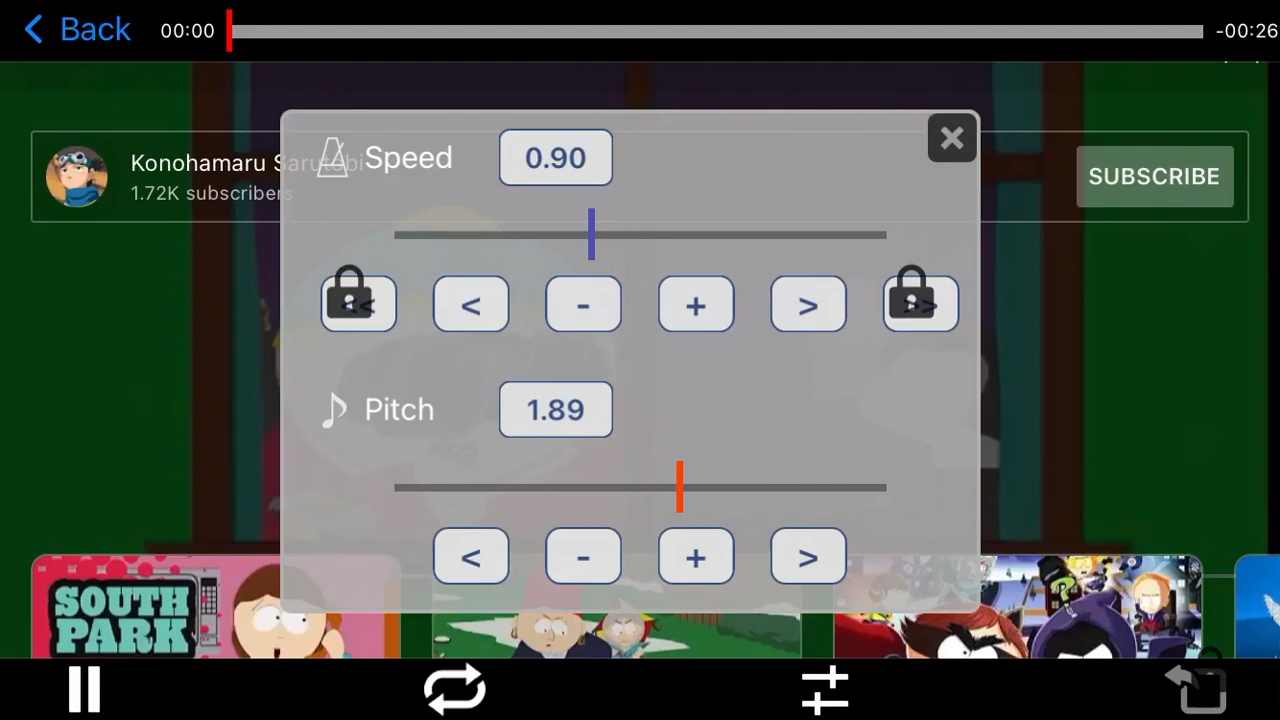 Back 00:00 -00:26
Konohamaru Sarutobi
1.72K subscribers
SUBSCRIBE
Speed 0.90
<< < - + > >>
Pitch 1.89
< - + >
SOUTH
PARK